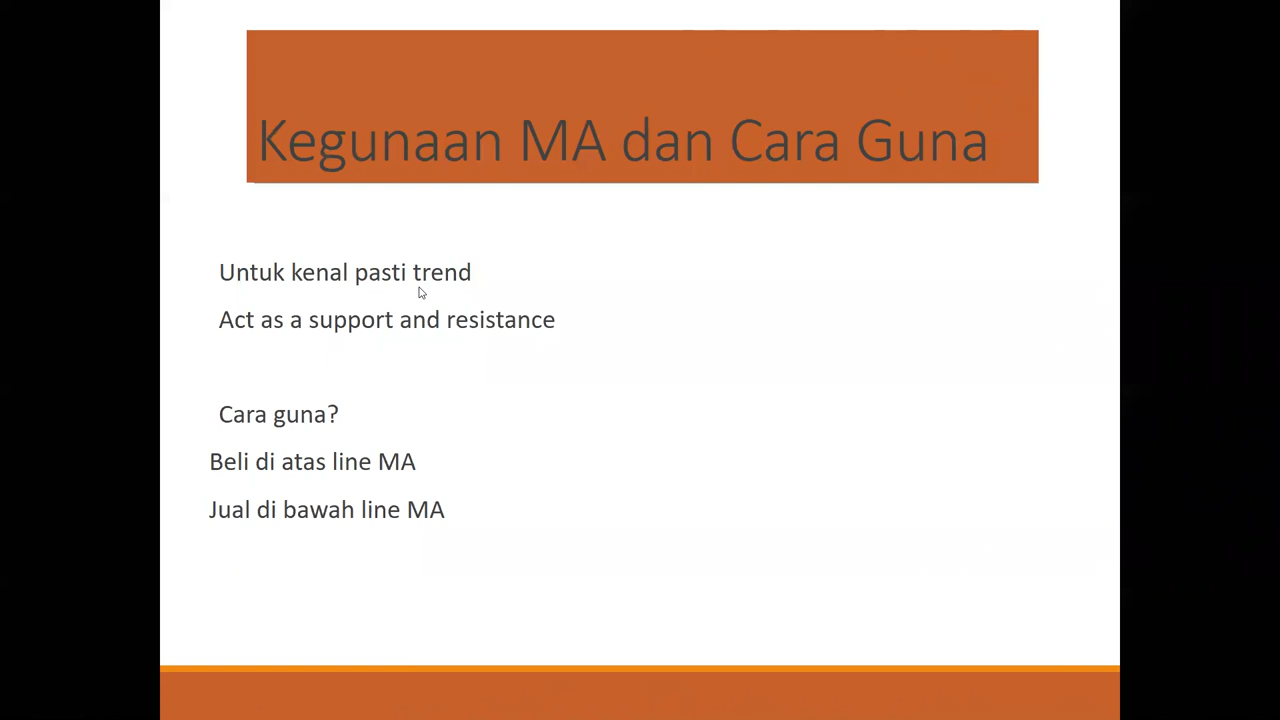 Kegunaan MA dan Cara Guna
Untuk kenal pasti trend
Act as a support and resistance
Cara guna?
Beli di atas line MA
Jual di bawah line MA